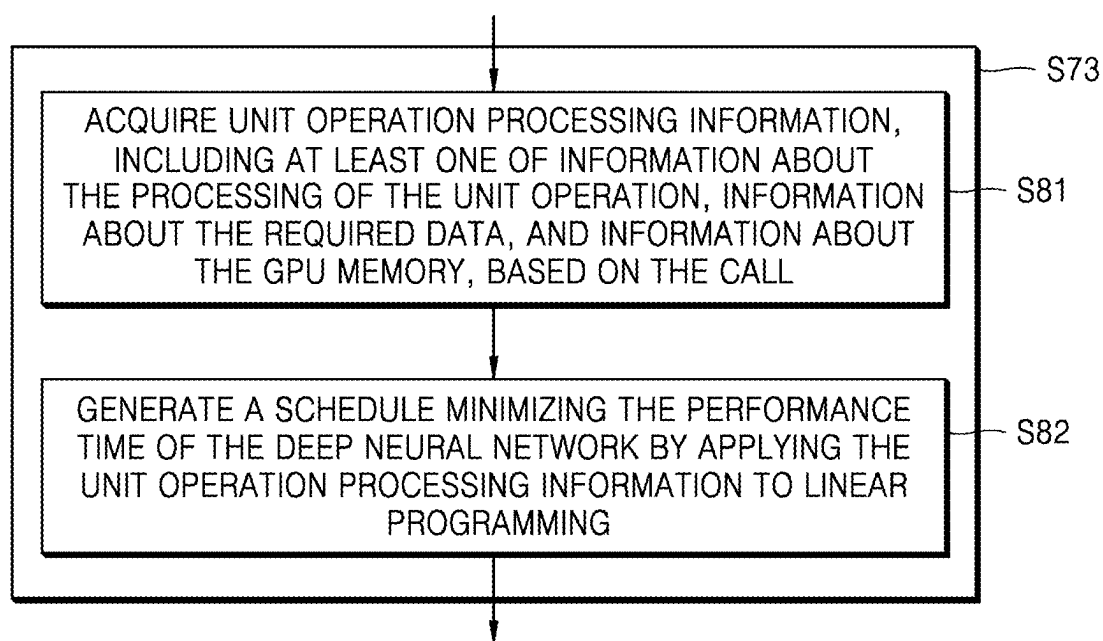 S73
ACQUIRE UNIT OPERATION PROCESSING INFORMATION,
INCLUDING AT LEAST ONE OF INFORMATION ABOUT
THE PROCESSING OF THE UNIT OPERATION, INFORMATION
ABOUT THE REQUIRED DATA, AND INFORMATION ABOUT
THE GPU MEMORY, BASED ON THE CALL
S81
GENERATE A SCHEDULE MINIMIZING THE PERFORMANCE
TIME OF THE DEEP NEURAL NETWORK BY APPLYING THE
UNIT OPERATION PROCESSING INFORMATION TO LINEAR
PROGRAMMING
S82